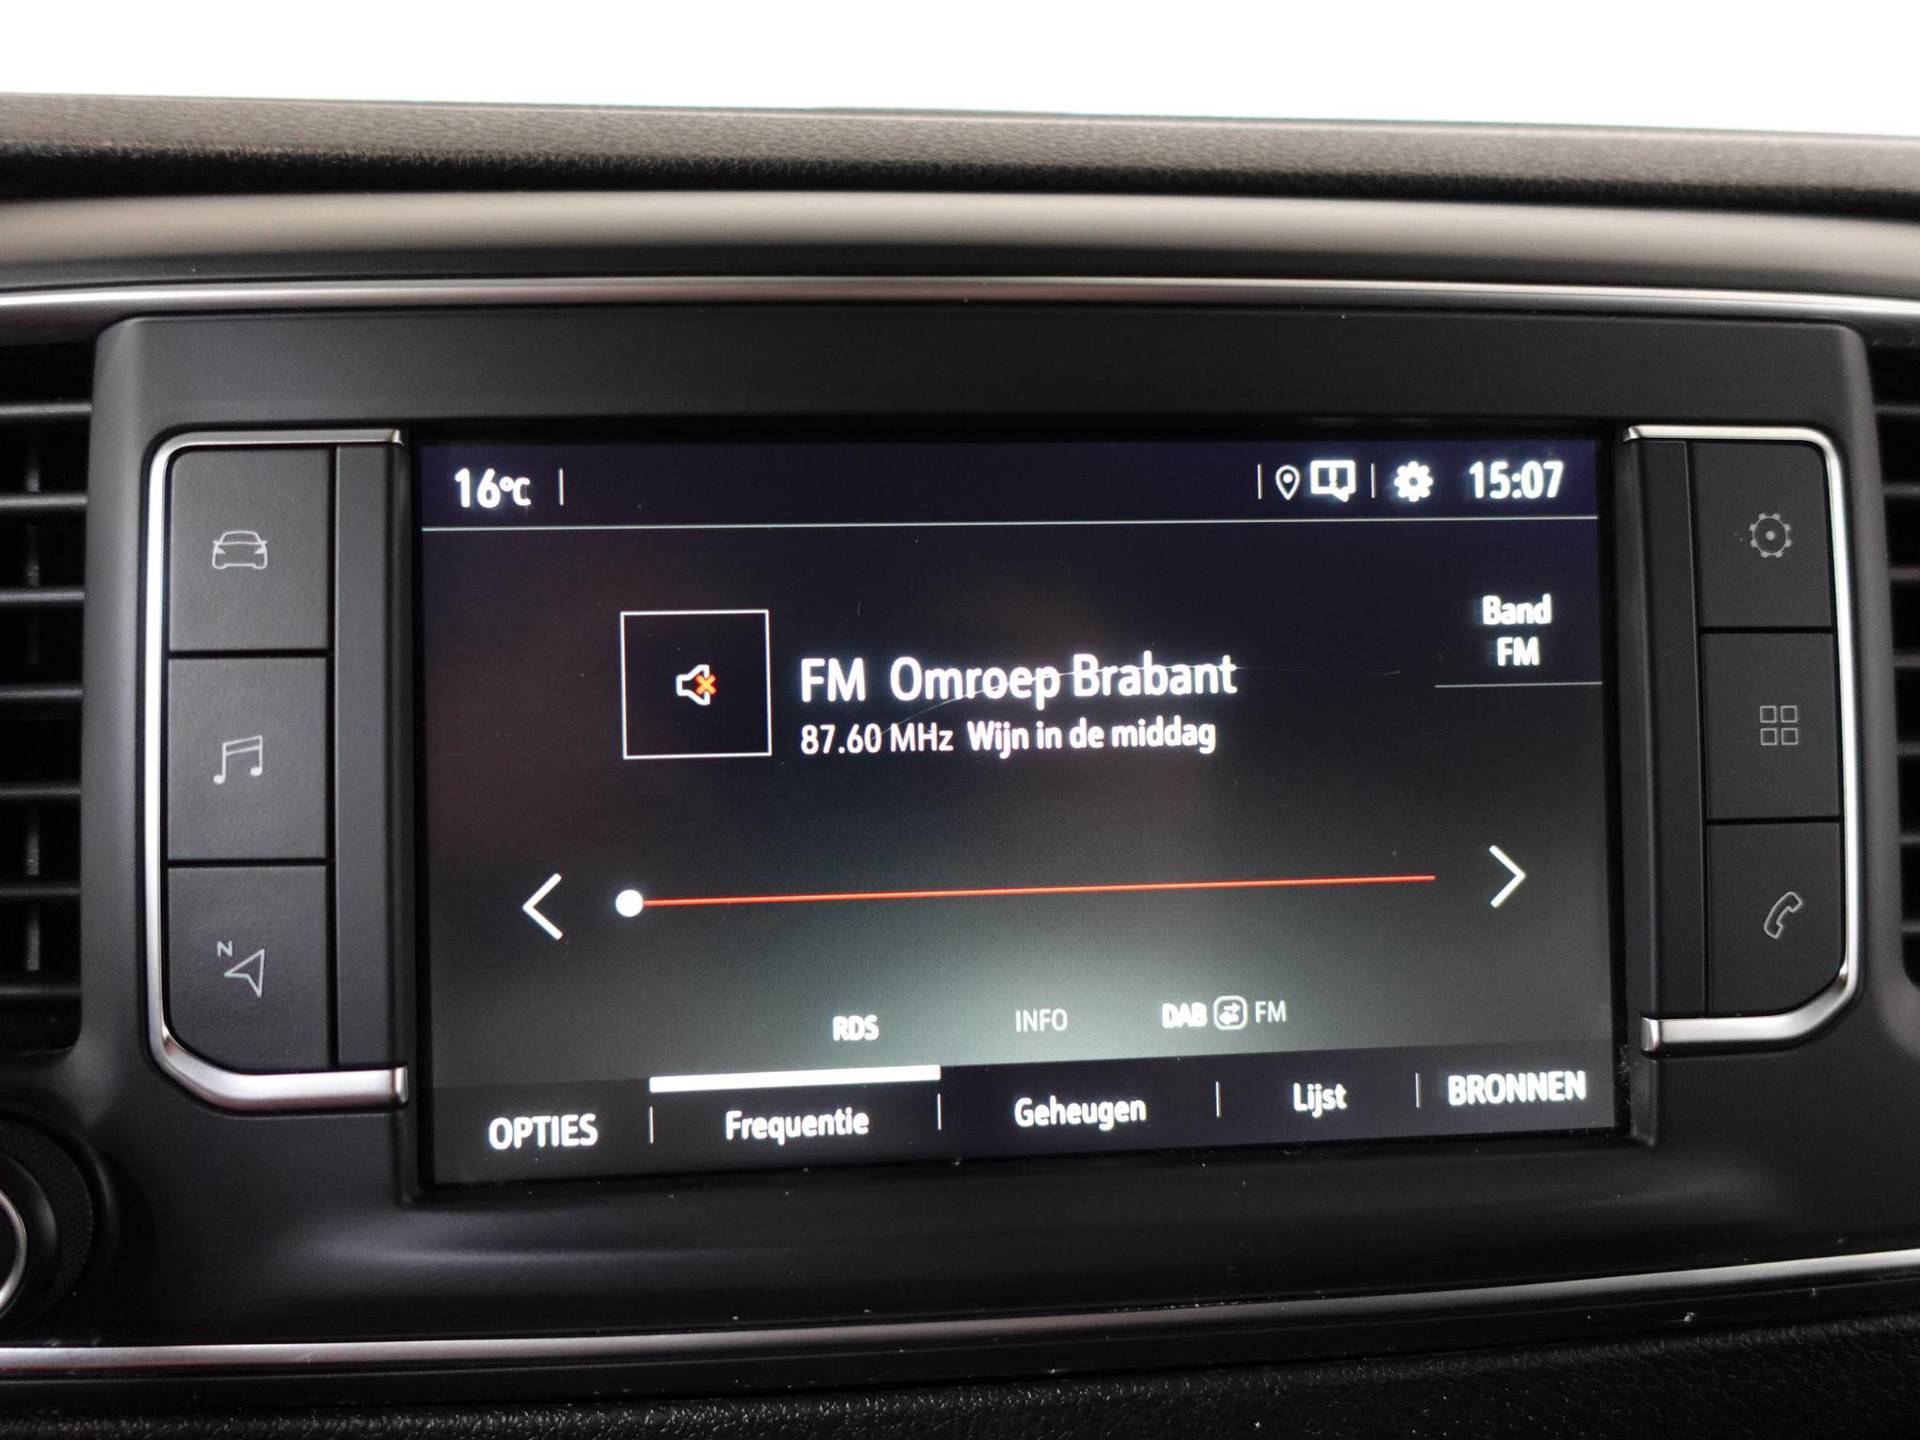 16°C
15:07
Band
FM
FM Omroep Brabant
87.60 MHz Wijn in de middag
N
RDS
INFO
DAB FM
OPTIES
Frequentie
Geheugen
Lijst
BRONNEN